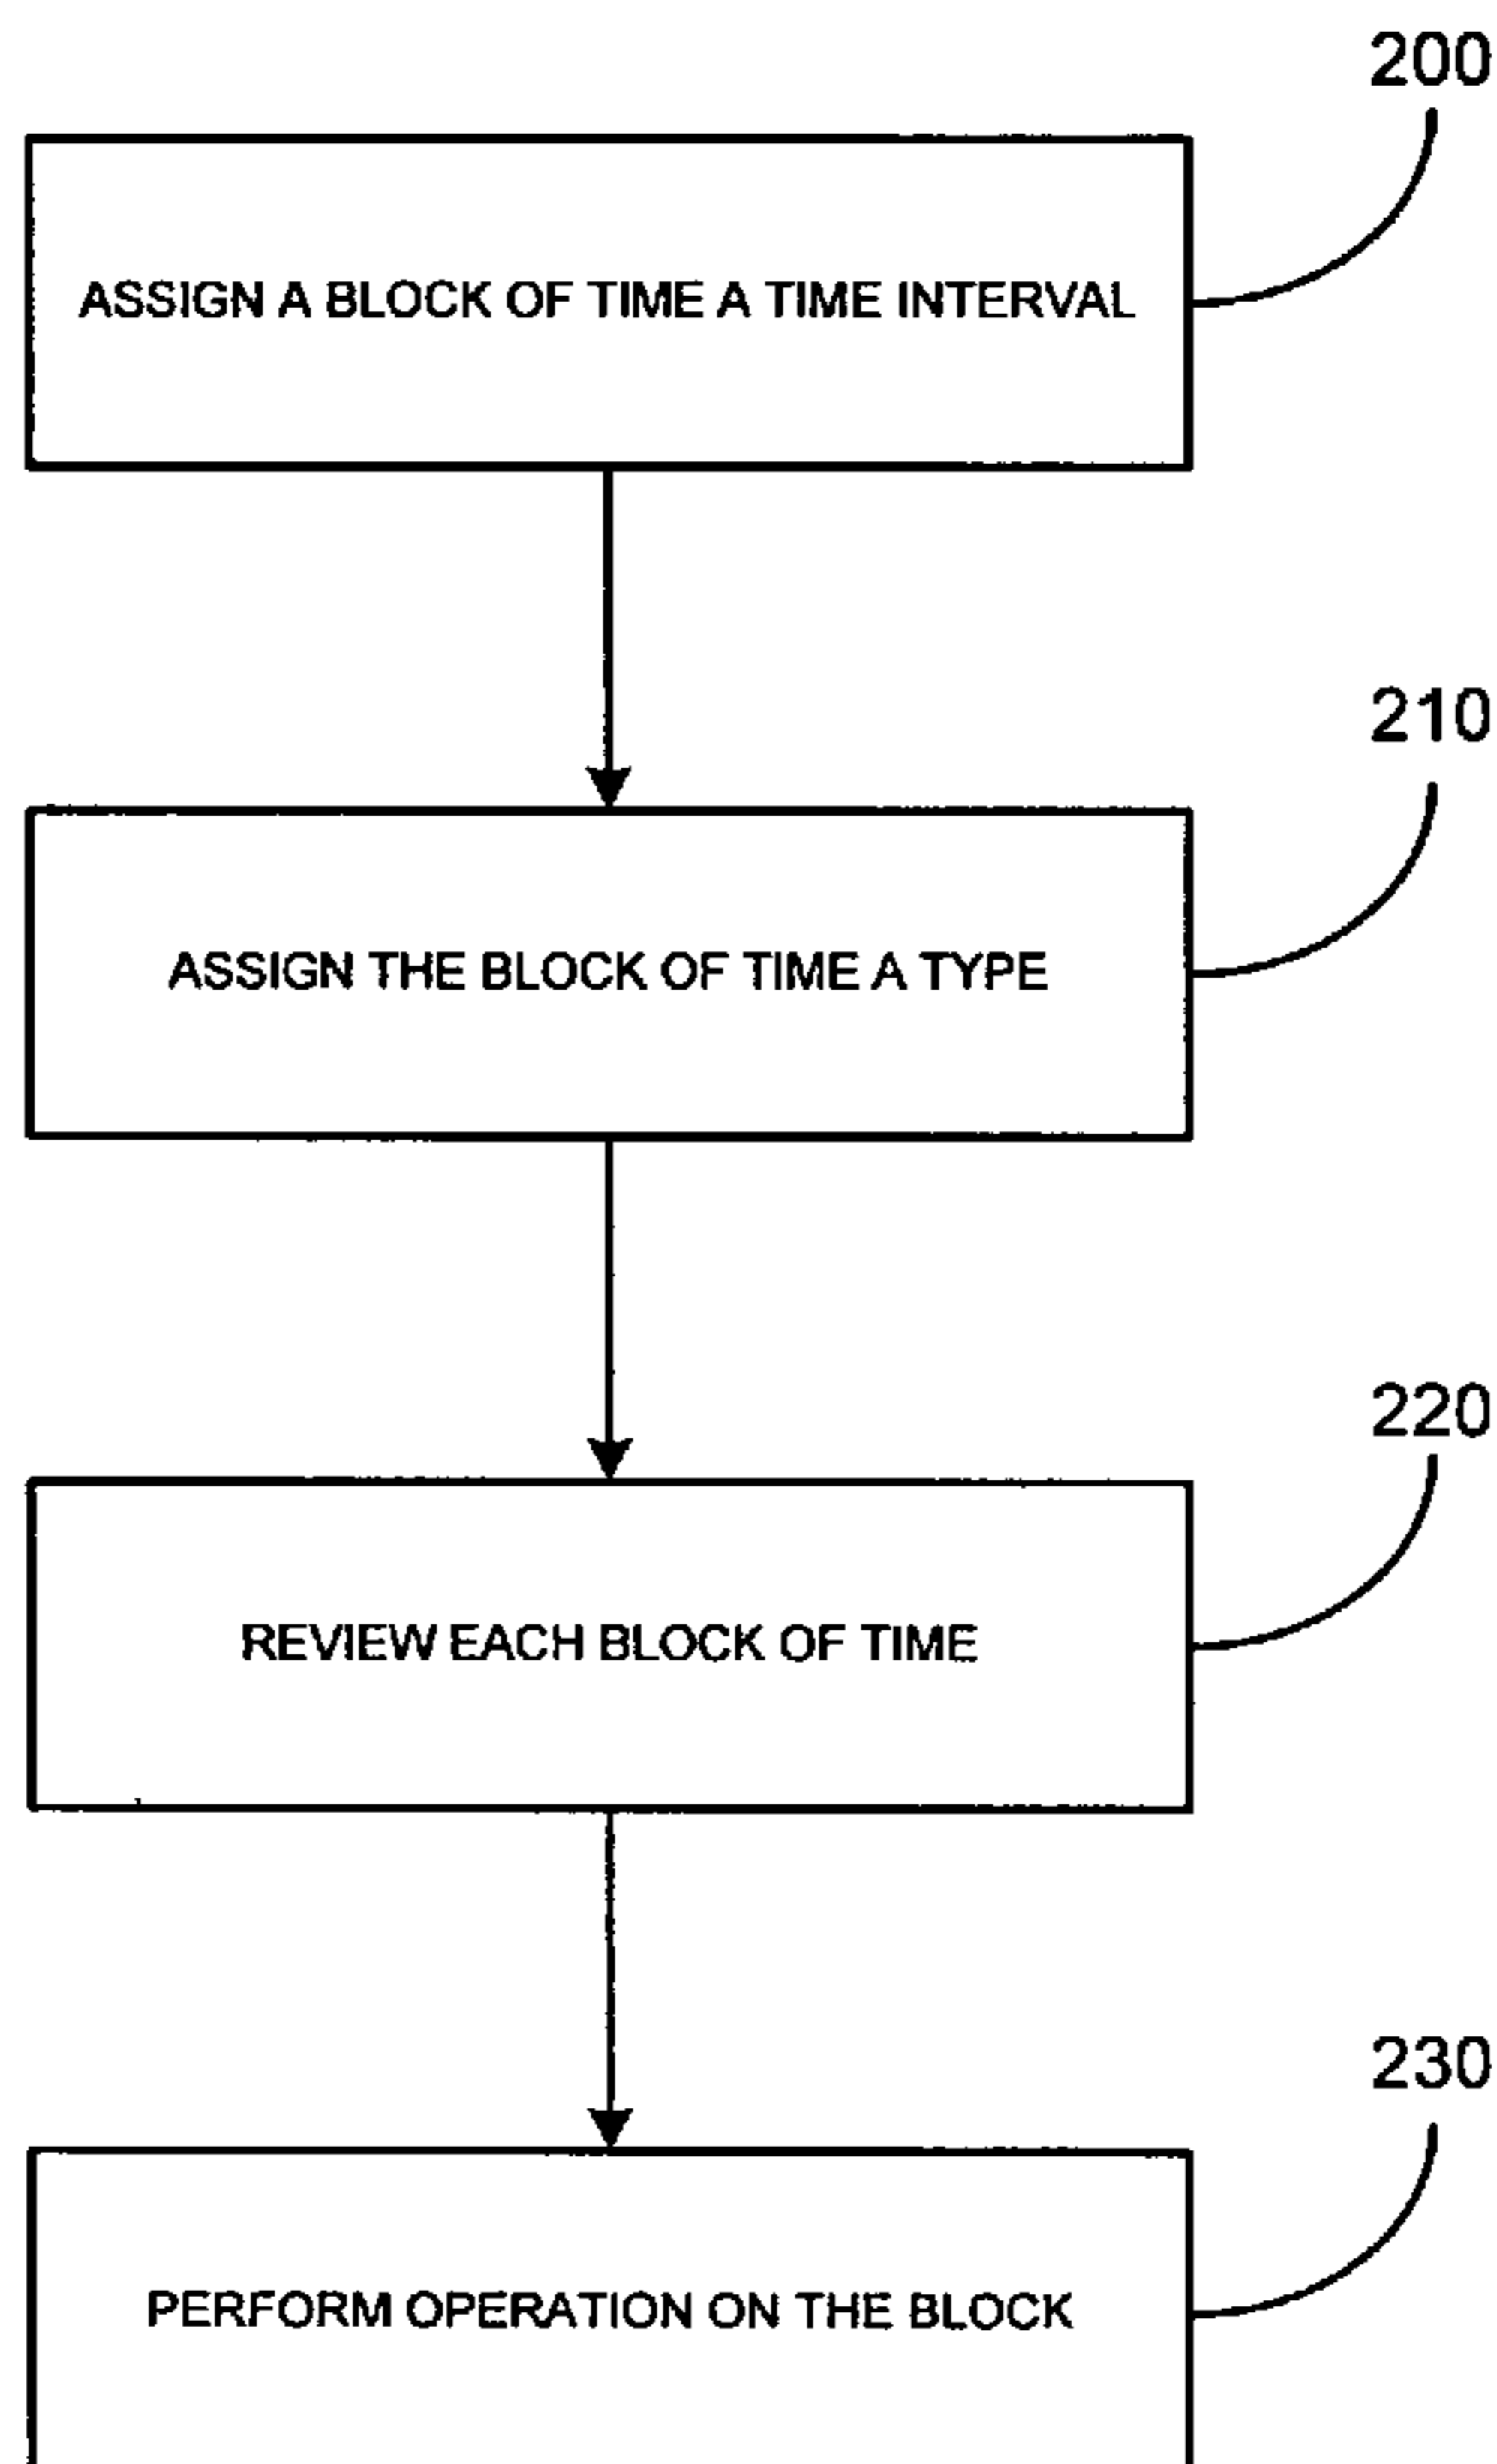 200
ASSIGN A BLOCK OF TIME A TIME INTERVAL
210
ASSIGN THE BLOCK OF TIME A TYPE
220
REVIEW EACH BLOCK OF TIME
230
PERFORM OPERATION ON THE BLOCK